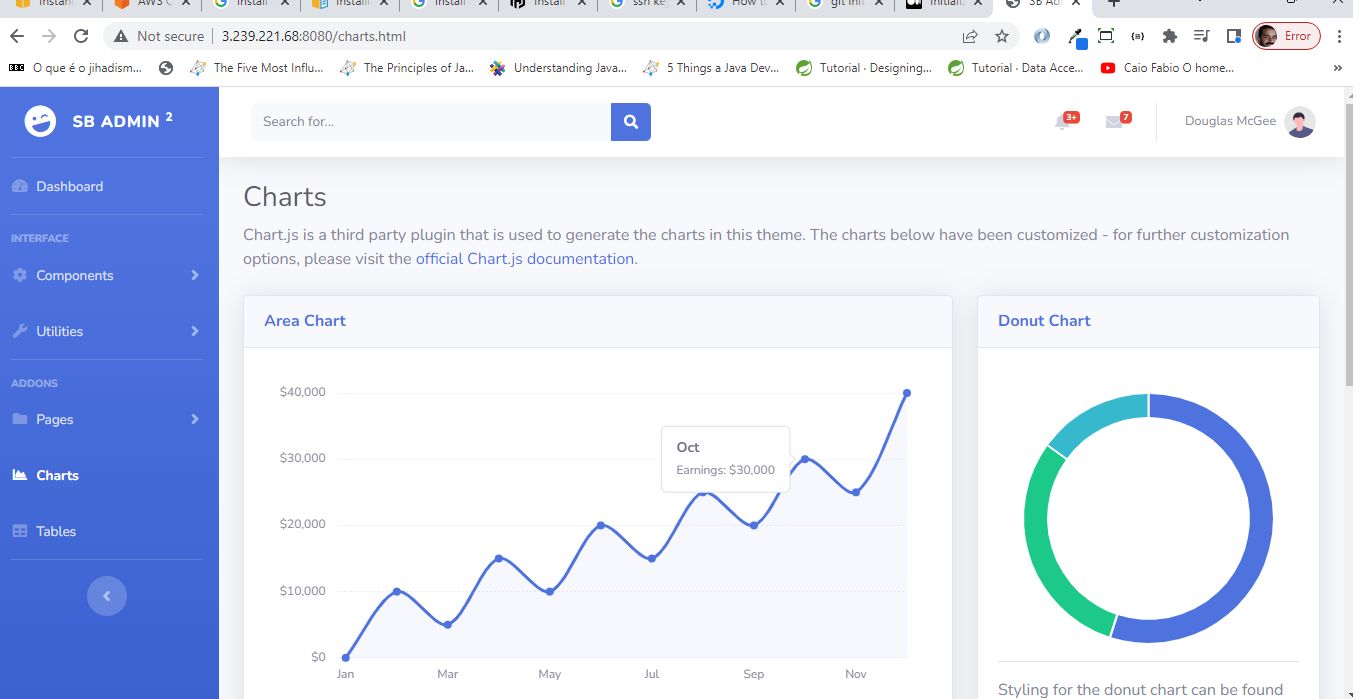 Instan
AWS C
Install
Install
Install
Install
ssh ke
How t
git init
Initial
SB Ad
Not secure
3.239.221.68:8080/charts.html
Error
BBC
O que é o jihadism...
The Five Most Influ...
The Principles of Ja...
Understanding Java...
5 Things a Java Dev...
Tutorial · Designing...
Tutorial · Data Acce...
Caio Fabio O home...
»
SB ADMIN 2
Search for...
3+
7
Douglas McGee
Dashboard
INTERFACE
Components
Utilities
ADDONS
Pages
Charts
Tables
Charts
Chart.js is a third party plugin that is used to generate the charts in this theme. The charts below have been customized - for further customization
options, please visit the official Chart.js documentation.
Area Chart
$40,000
$30,000
$20,000
$10,000
$0
Oct
Earnings: $30,000
Jan
Mar
May
Jul
Sep
Nov
Donut Chart
Styling for the donut chart can be found